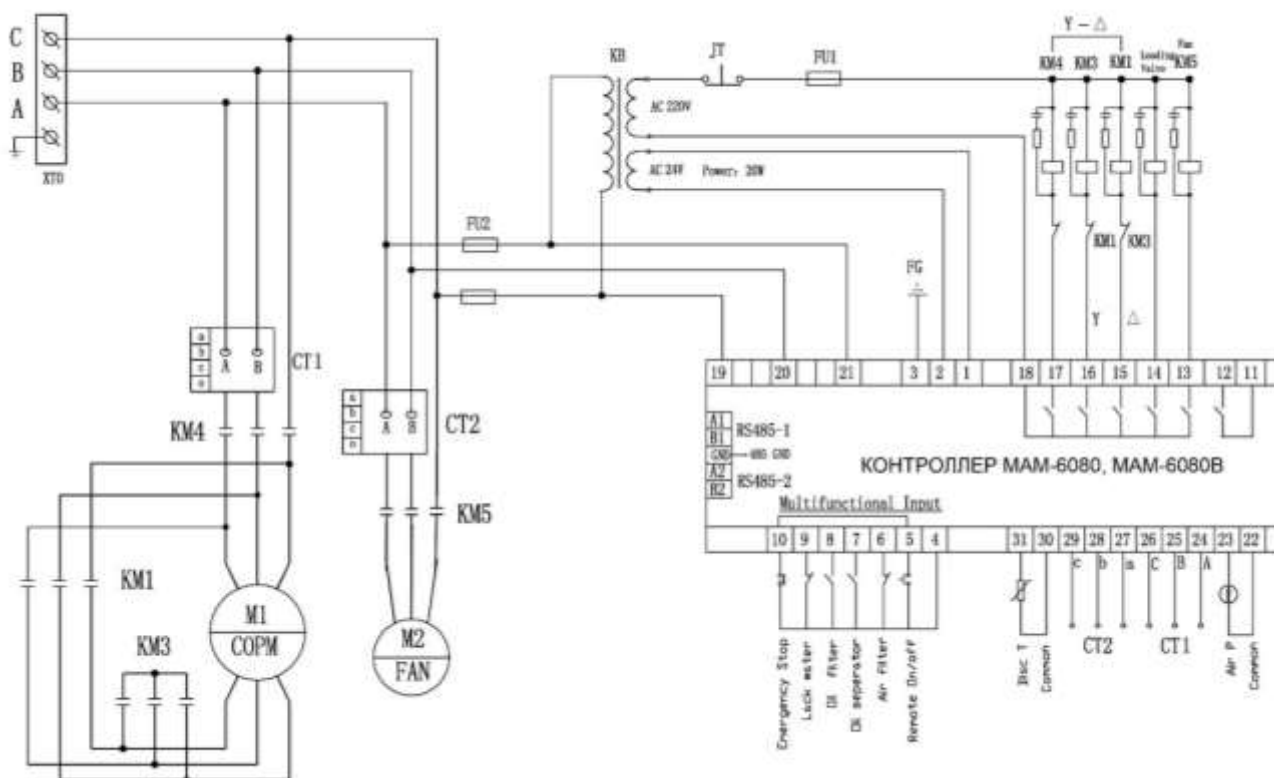 C
B
A
XT0
KB
JT
FU1
Y - △
Fan
KM4 KM3 KM1 Loading Valve KM5
AC 220V
AC 24V Power: 20W
FU2
FG
KM1 KM3
Y △
a
b
c
A B
CT1
KM4
a
b
c
A B
CT2
KM5
KM1
KM3
M1
COPM
M2
FAN
19 20 21 3 2 1 18 17 16 15 14 13 12 11
A1
B1
RS485-1
GND 485 GND
A2
B2
RS485-2
КОНТРОЛЛЕР MAM-6080, MAM-6080B
Multifunctional Input
10 9 8 7 6 5 4 31 30 29 28 27 26 25 24 23 22
c b a C B A
CT2 CT1
Emergency Stop
Lack water
Oil filter
Oil separator
Air filter
Remote On/off
Disc T
Common
Air P
Common